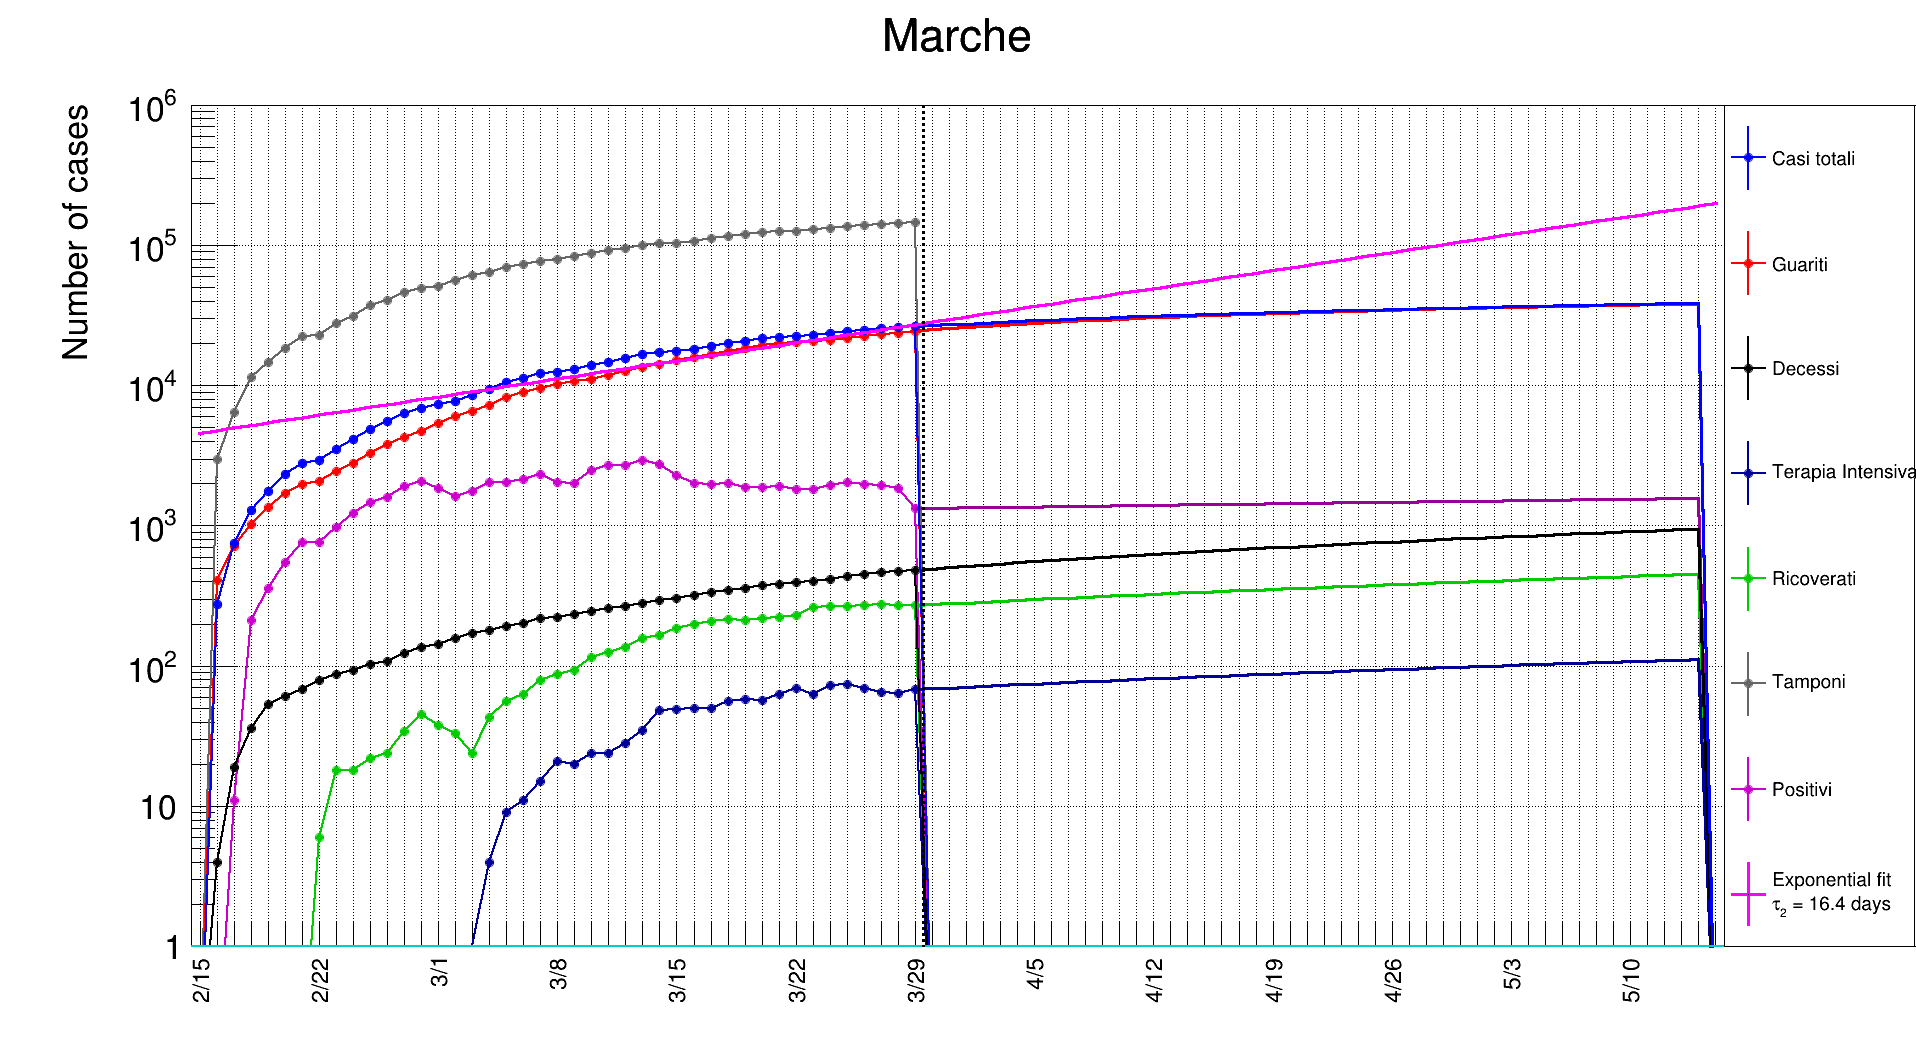 Marche
Number of cases
10^6
10^5
10^4
10^3
10^2
10
1
2/15 2/22 3/1 3/8 3/15 3/22 3/29 4/5 4/12 4/19 4/26 5/3 5/10
Casi totali
Guariti
Decessi
Terapia Intensiva
Ricoverati
Tamponi
Positivi
Exponential fit
τ₂ = 16.4 days